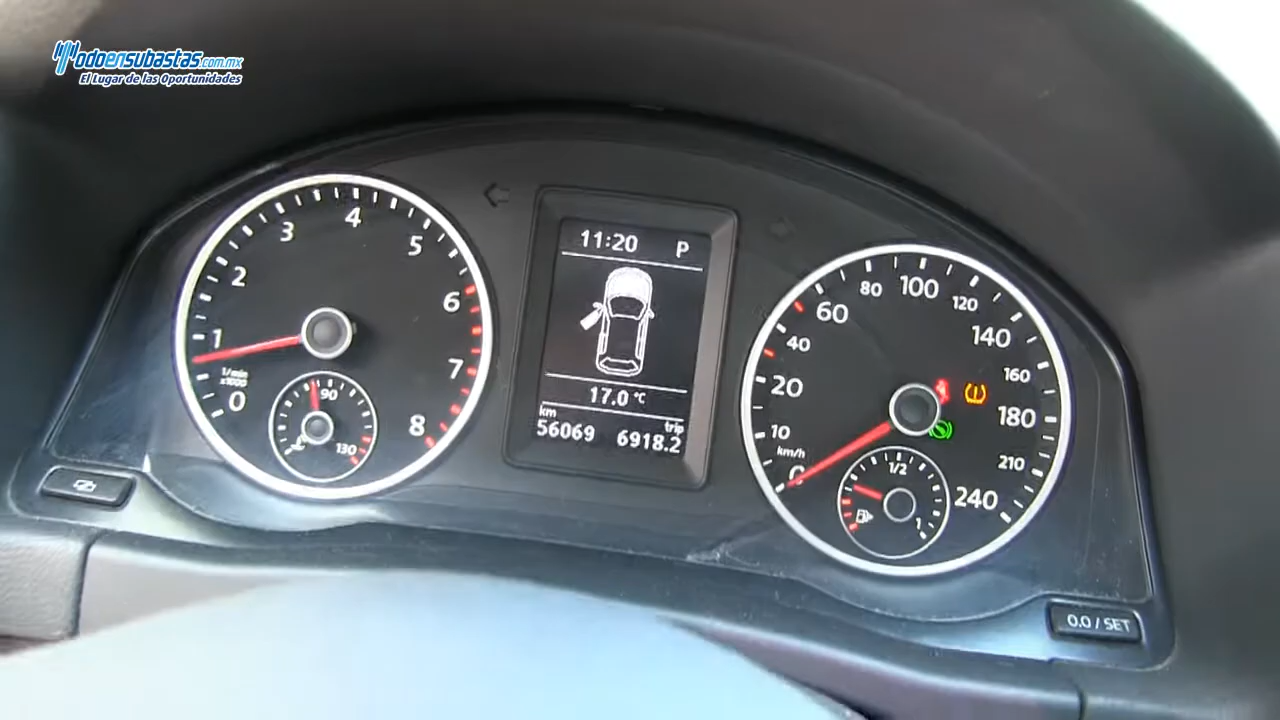 Todoensubastas.com.mx
El Lugar de las Oportunidades
0 1 2 3 4 5 6 7 8
1/min
x1000
90
130
11:20 P
17.0 °C
km trip
56069 6918.2
0 10 20 40 60 80 100 120 140 160 180 210 240
km/h
1/2
1
0.0 / SET